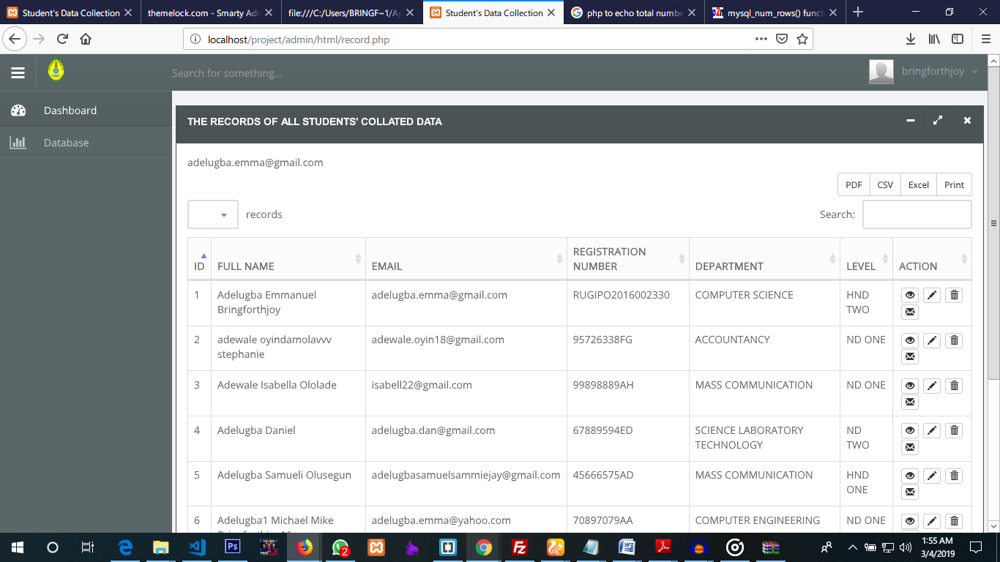 Student's Data Collection
themelock.com - Smarty Adm
file:///C:/Users/BRINGF~1/Ap
Student's Data Collection
php to echo total numbe
mysql_num_rows() funct
localhost/project/admin/html/record.php
Search for something...
bringforthjoy
Dashboard
Database
THE RECORDS OF ALL STUDENTS' COLLATED DATA
adelugba.emma@gmail.com
PDF CSV Excel Print
records Search:
ID FULL NAME EMAIL REGISTRATION NUMBER DEPARTMENT LEVEL ACTION
1 Adelugba Emmanuel Bringforthjoy adelugba.emma@gmail.com RUGIPO2016002330 COMPUTER SCIENCE HND TWO
2 adewale oyindamolavvv stephanie adewale.oyin18@gmail.com 95726338FG ACCOUNTANCY ND ONE
3 Adewale Isabella Ololade isabell22@gmail.com 99898889AH MASS COMMUNICATION ND ONE
4 Adelugba Daniel adelugba.dan@gmail.com 67889594ED SCIENCE LABORATORY TECHNOLOGY ND TWO
5 Adelugba Samueli Olusegun adelugbasamuelsammiejay@gmail.com 45666575AD MASS COMMUNICATION HND ONE
6 Adelugba1 Michael Mike adelugba.emma@yahoo.com 70897079AA COMPUTER ENGINEERING ND ONE
2
1:55 AM
3/4/2019